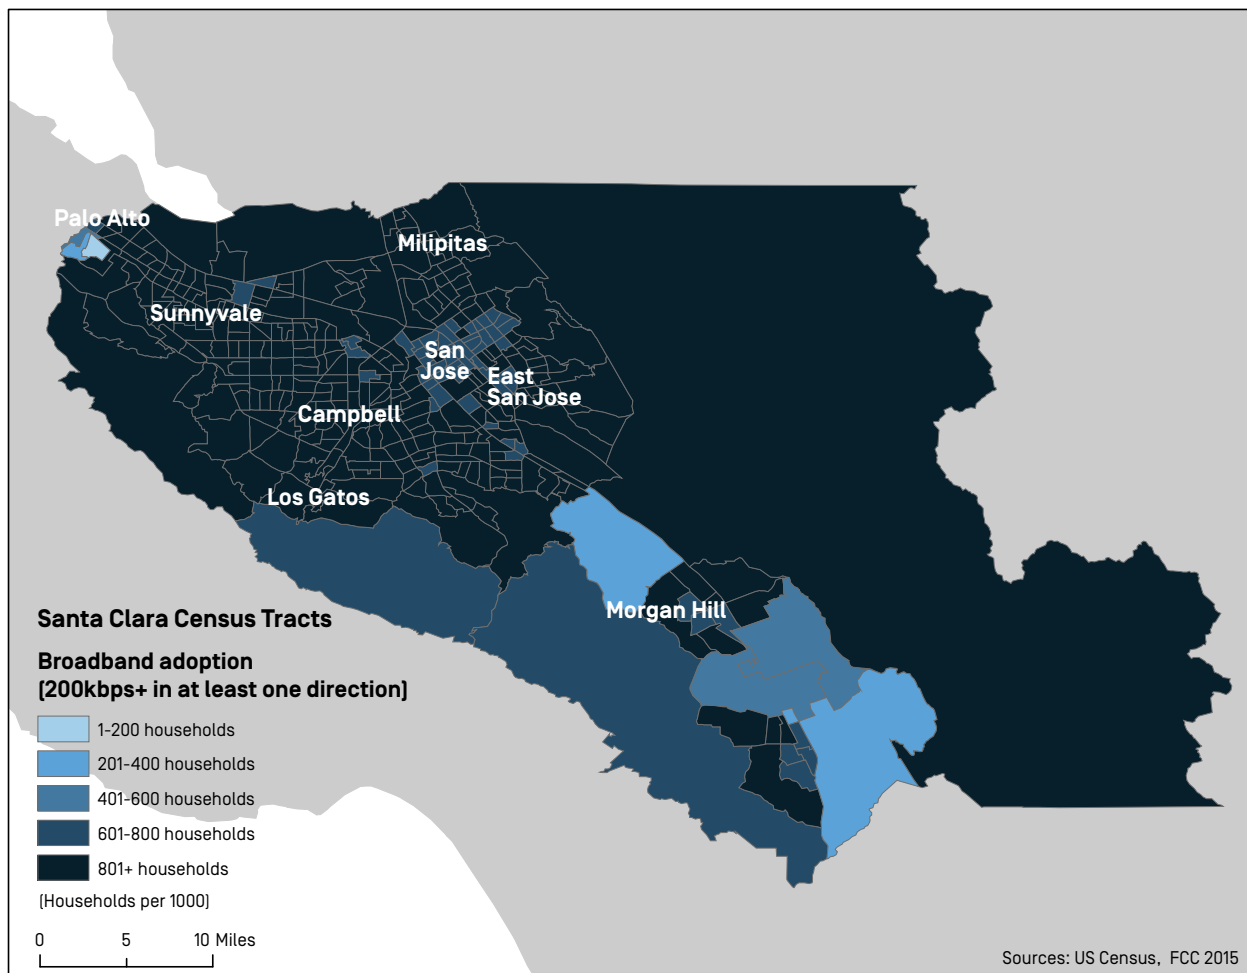 Palo Alto
Milipitas
Sunnyvale
San
Jose
East
San Jose
Campbell
Los Gatos
Morgan Hill
Santa Clara Census Tracts
Broadband adoption
(200kbps+ in at least one direction)
1-200 households
201-400 households
401-600 households
601-800 households
801+ households
(Households per 1000)
0 5 10 Miles
Sources: US Census, FCC 2015